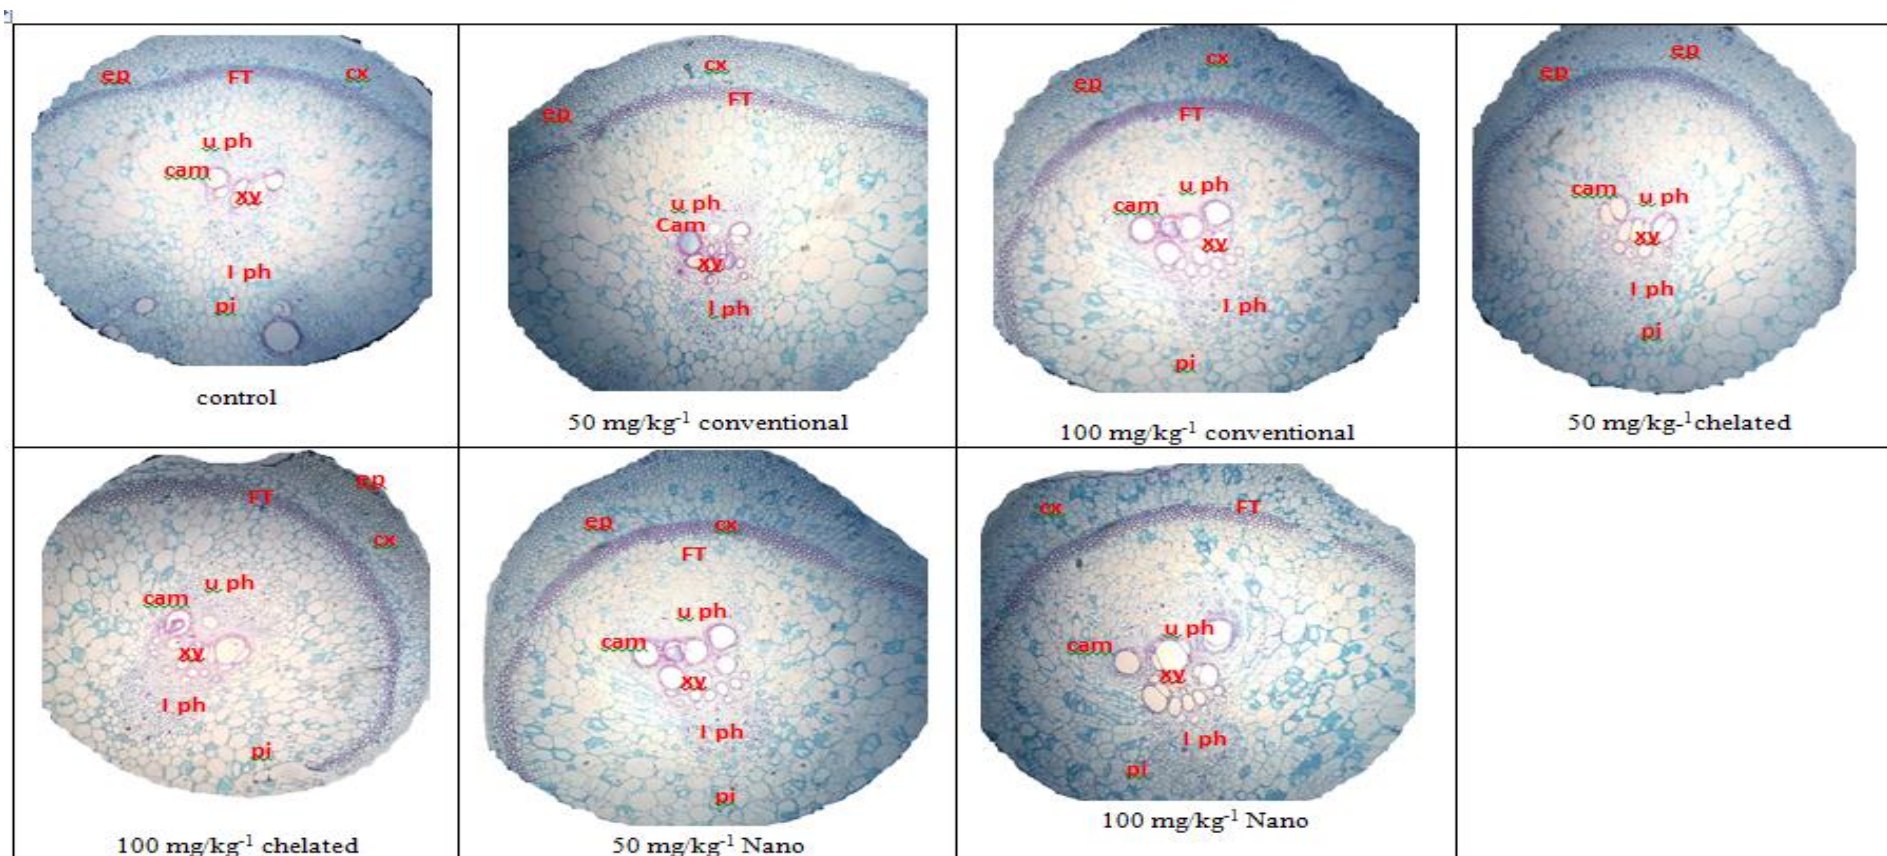 ep FT cx
u ph
cam
xy
l ph
pi
control
cx
FT
ep
u ph
Cam
xy
l ph
50 mg/kg⁻¹ conventional
cx
ep
FT
u ph
cam
xy
l ph
pi
100 mg/kg⁻¹ conventional
ep
ep
cam
u ph
xy
l ph
pi
50 mg/kg-¹chelated
ep
FT
cx
u ph
cam
xy
l ph
pi
100 mg/kg⁻¹ chelated
ep cx
FT
u ph
cam
xy
l ph
pi
50 mg/kg⁻¹ Nano
cx FT
u ph
cam
xy
l ph
pi
100 mg/kg⁻¹ Nano